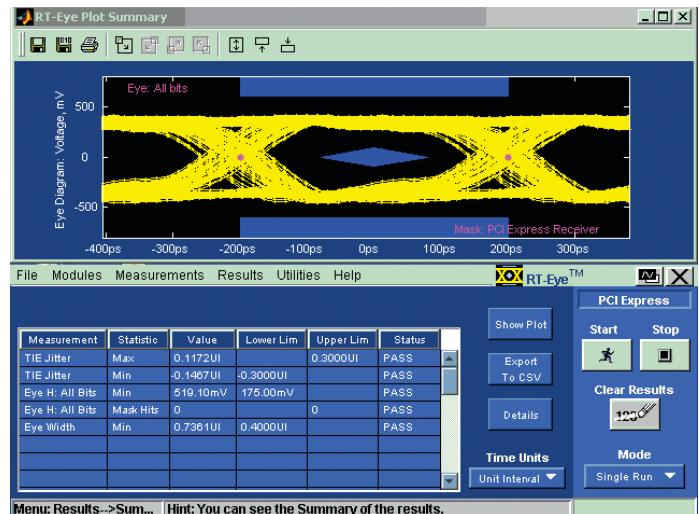 RT-Eye Plot Summary
Eye: All bits
Eye Diagram: Voltage, mV
500
0
-500
Mask: PCI Express Receiver
-400ps -300ps -200ps -100ps 0ps 100ps 200ps 300ps
File Modules Measurements Results Utilities Help
RT-Eye™
PCI Express
Measurement Statistic Value Lower Lim Upper Lim Status
TIE Jitter Max 0.1172UI 0.3000UI PASS
TIE Jitter Min -0.1467UI -0.3000UI PASS
Eye H: All Bits Min 519.10mV 175.00mV PASS
Eye H: All Bits Mask Hits 0 0 PASS
Eye Width Min 0.7361UI 0.4000UI PASS
Show Plot
Export
To CSV
Details
Time Units
Unit Interval
Start Stop
Clear Results
.123
Mode
Single Run
Menu: Results-->Sum... Hint: You can see the Summary of the results.